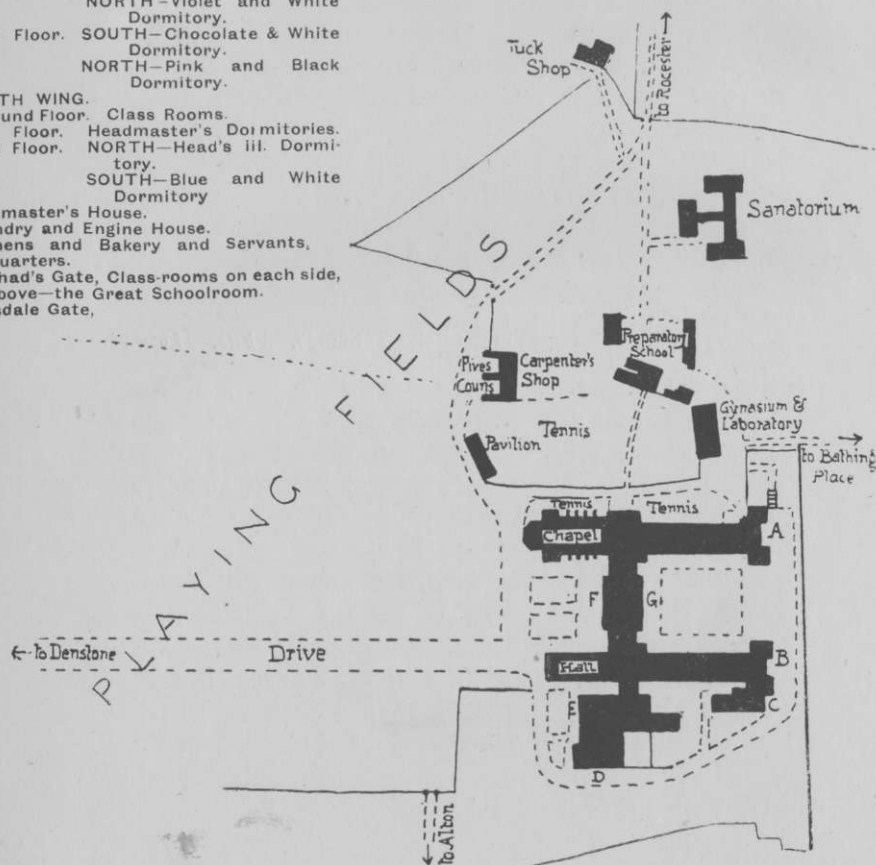 NORTH—Violet and White
Dormitory.
Floor. SOUTH—Chocolate & White
Dormitory.
NORTH—Pink and Black
Dormitory.
TH WING.
und Floor. Class Rooms.
Floor. Headmaster's Dormitories.
Floor. NORTH—Head's iii. Dormi-
tory.
SOUTH—Blue and White
Dormitory
master's House.
ndry and Engine House.
hens and Bakery and Servants,
uarters.
had's Gate, Class-rooms on each side,
bove—the Great Schoolroom.
sdale Gate,
Tuck
Shop
to Rocester
Sanatorium
PLAYING FIELDS
Preparatory
School
Fives
Courts
Carpenter's
Shop
Gymasium &
Laboratory
Tennis
Pavilion
to Bathing
Place
Tennis
Tennis
Chapel
A
F
G
to Denstone
Drive
Hall
B
E
C
D
to Alton